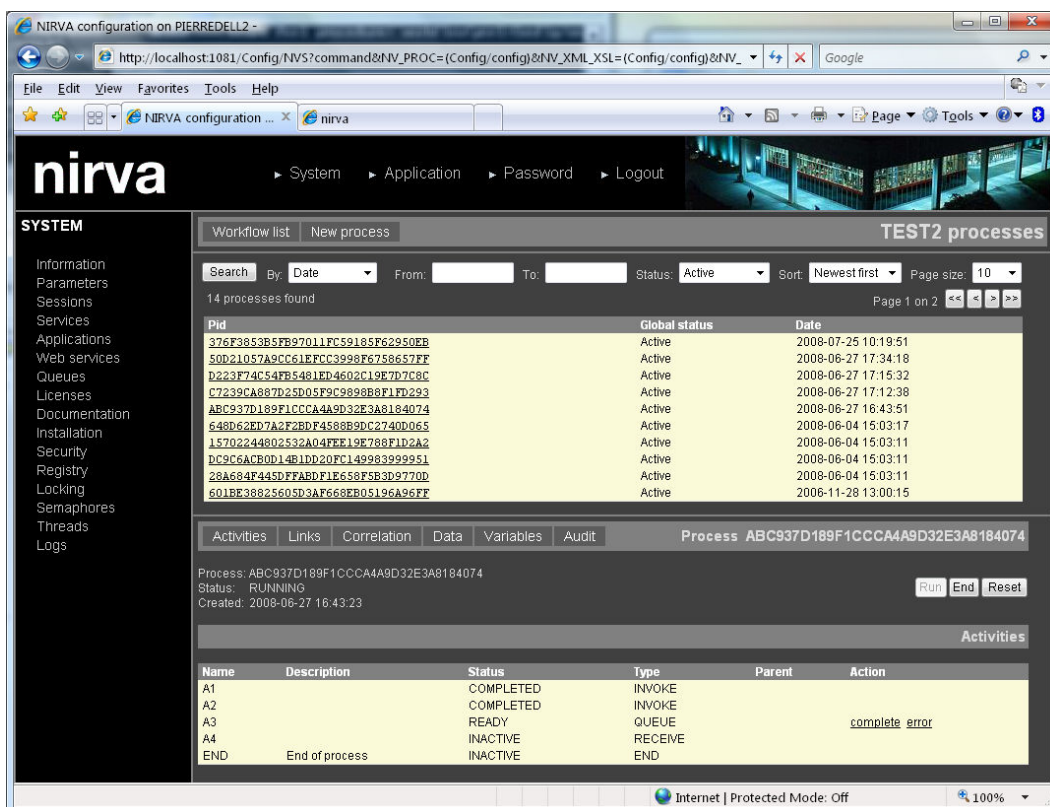 NIRVA configuration on PIERREDELL2 -
http://localhost:1081/Config/NVS?command&NV_PROC={Config/config}&NV_XML_XSL={Config/config}&NV_
Google
File Edit View Favorites Tools Help
NIRVA configuration ... nirva Page Tools
nirva
System Application Password Logout
SYSTEM
Information
Parameters
Sessions
Services
Applications
Web services
Queues
Licenses
Documentation
Installation
Security
Registry
Locking
Semaphores
Threads
Logs
Workflow list New process TEST2 processes
Search By: Date From: To: Status: Active Sort: Newest first Page size: 10
14 processes found Page 1 on 2 << < > >>
Pid Global status Date
376F3853B5FB97011FC59185F62950EB Active 2008-07-25 10:19:51
50D21057A9CC61EFCC3998F6758657FF Active 2008-06-27 17:34:18
D223F74C54FB5481ED4602C19E7D7C8C Active 2008-06-27 17:15:32
C7239CA887D25D05F9C9898B8F1FD293 Active 2008-06-27 17:12:38
ABC937D189F1CCCA4A9D32E3A8184074 Active 2008-06-27 16:43:51
648D62ED7A2F2BDF4588B9DC2740D065 Active 2008-06-04 15:03:17
15702244802532A04FEE19E788F1D2A2 Active 2008-06-04 15:03:11
DC9C6ACB0D14B1DD20FC149983999951 Active 2008-06-04 15:03:11
28A684F445DFFABDF1E658F5B3D9770D Active 2008-06-04 15:03:11
601BE38825605D3AF668EB05196A96FF Active 2006-11-28 13:00:15
Activities Links Correlation Data Variables Audit Process ABC937D189F1CCCA4A9D32E3A8184074
Process: ABC937D189F1CCCA4A9D32E3A8184074
Status: RUNNING
Created: 2008-06-27 16:43:23
Run End Reset
Activities
Name Description Status Type Parent Action
A1 COMPLETED INVOKE
A2 COMPLETED INVOKE
A3 READY QUEUE complete error
A4 INACTIVE RECEIVE
END End of process INACTIVE END
Internet | Protected Mode: Off 100%